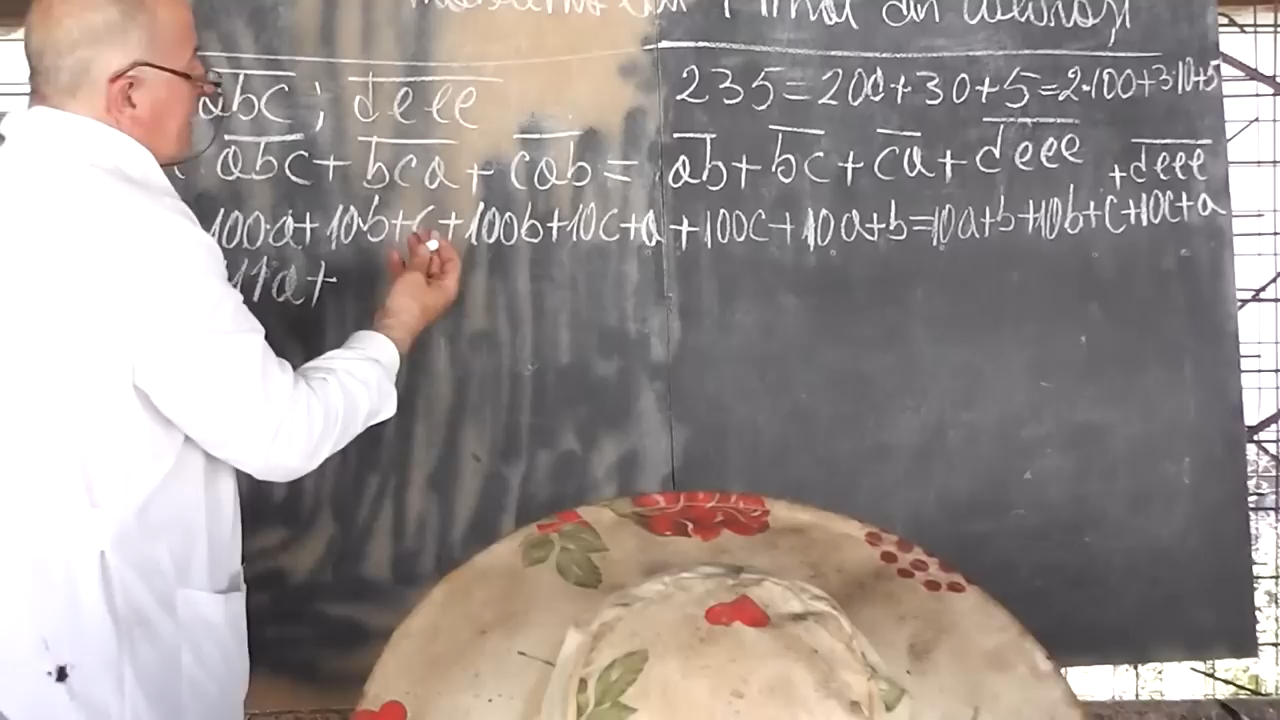 235=200+30+5=2·100+3·10+5
abc; deee
abc+bca+cab=ab+bc+ca+deee
100a+10b+c+100b+10c+a+100c+10a+b=10a+b+10b+c+10c+a
+deee
11a+